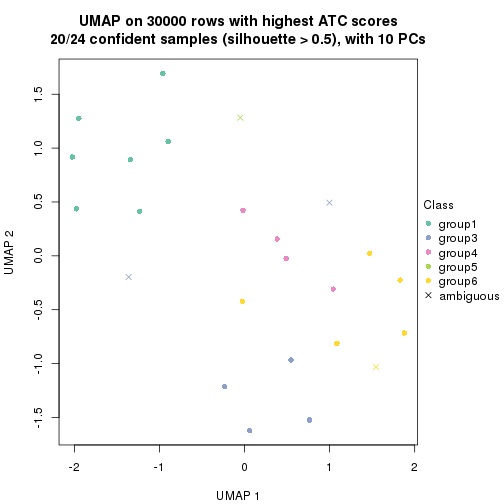 UMAP on 30000 rows with highest ATC scores
20/24 confident samples (silhouette > 0.5), with 10 PCs
1.5
1.0
0.5
0.0
-0.5
-1.0
-1.5
UMAP 2
-2
-1
0
1
2
UMAP 1
Class
group1
group3
group4
group5
group6
ambiguous